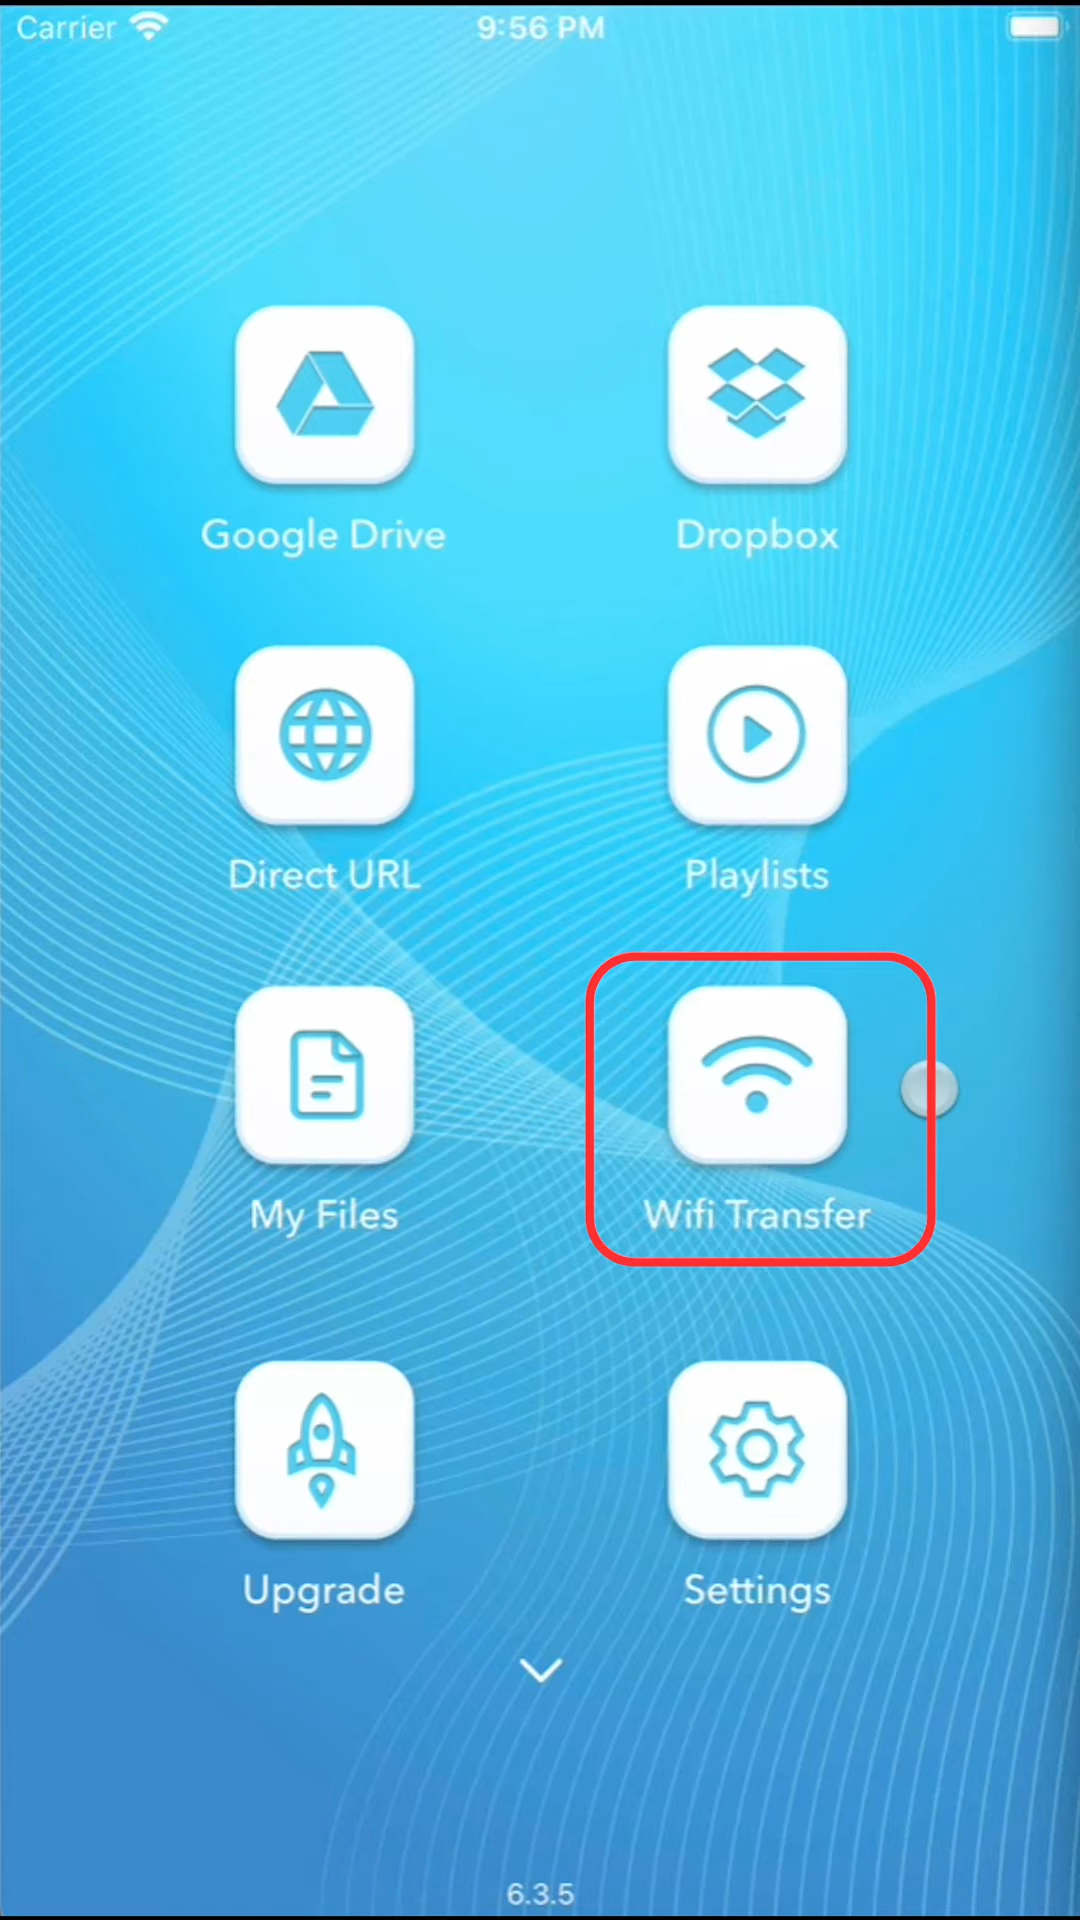 Carrier 9:56 PM
Google Drive Dropbox
Direct URL Playlists
My Files Wifi Transfer
Upgrade Settings
6.3.5